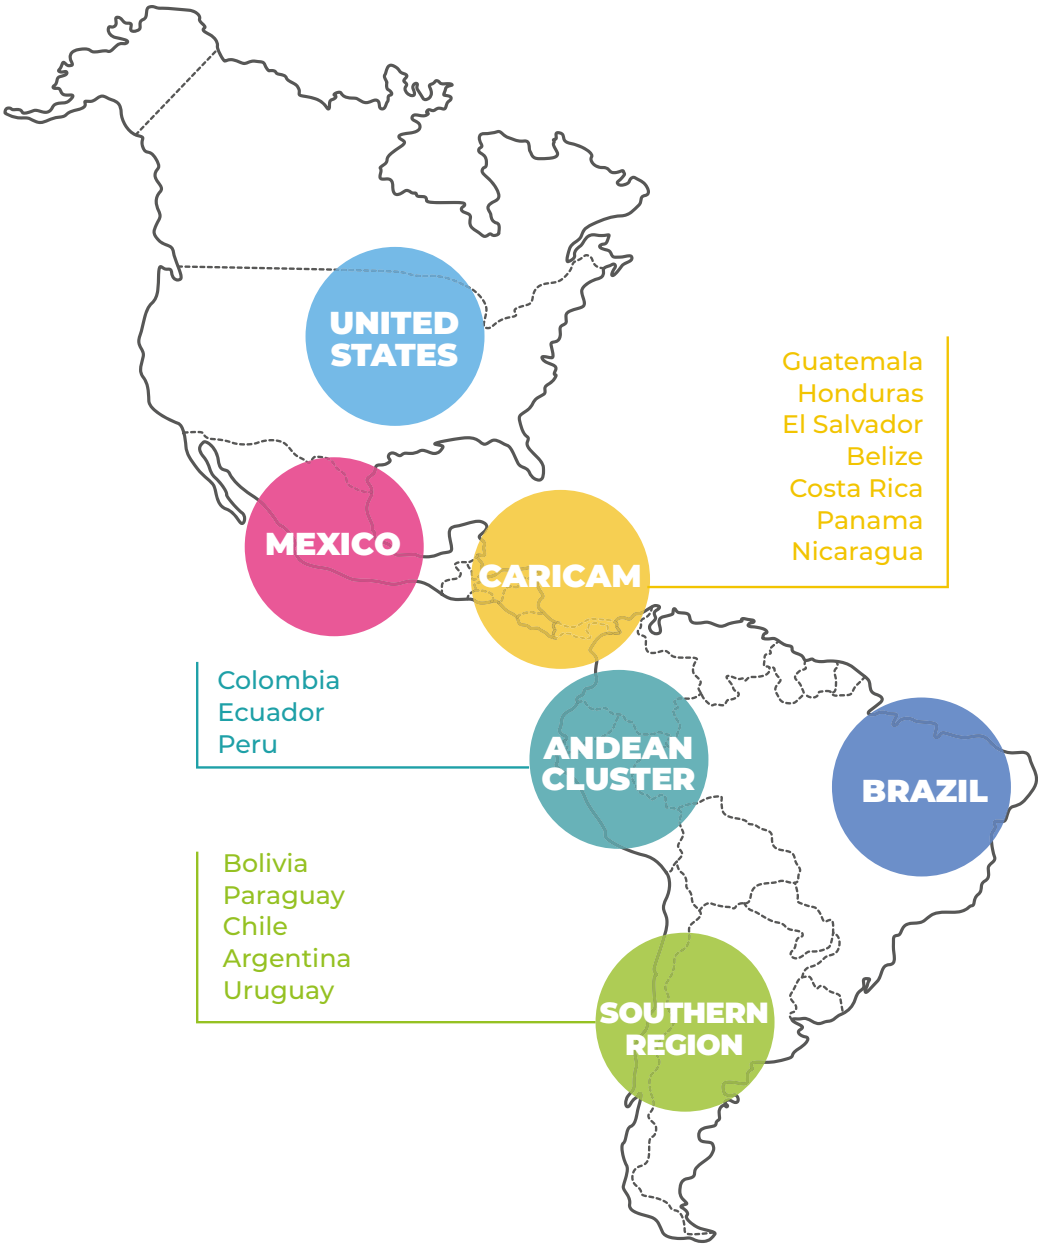 UNITED
STATES
Guatemala
Honduras
El Salvador
Belize
Costa Rica
Panama
Nicaragua
MEXICO
CARICAM
Colombia
Ecuador
Peru
ANDEAN
CLUSTER
BRAZIL
Bolivia
Paraguay
Chile
Argentina
Uruguay
SOUTHERN
REGION